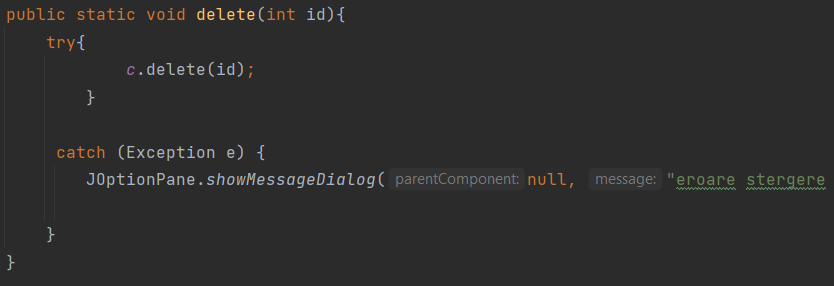 public static void delete(int id){
try{
c.delete(id);
}
catch (Exception e) {
JOptionPane.showMessageDialog( parentComponent: null, message: "eroare stergere
}
}